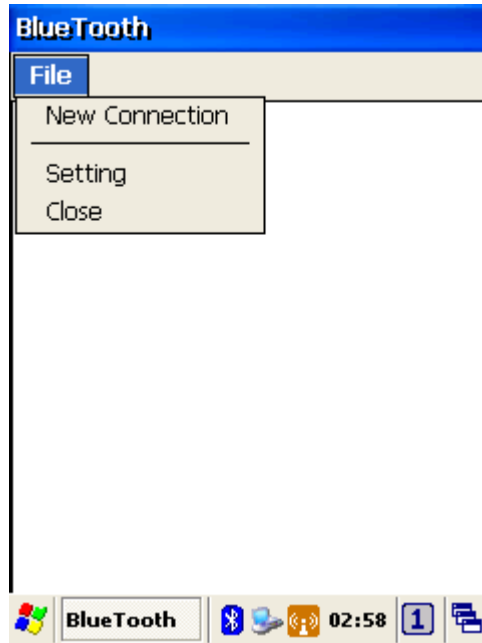 BlueTooth
File
New Connection
Setting
Close
BlueTooth 02:58 1